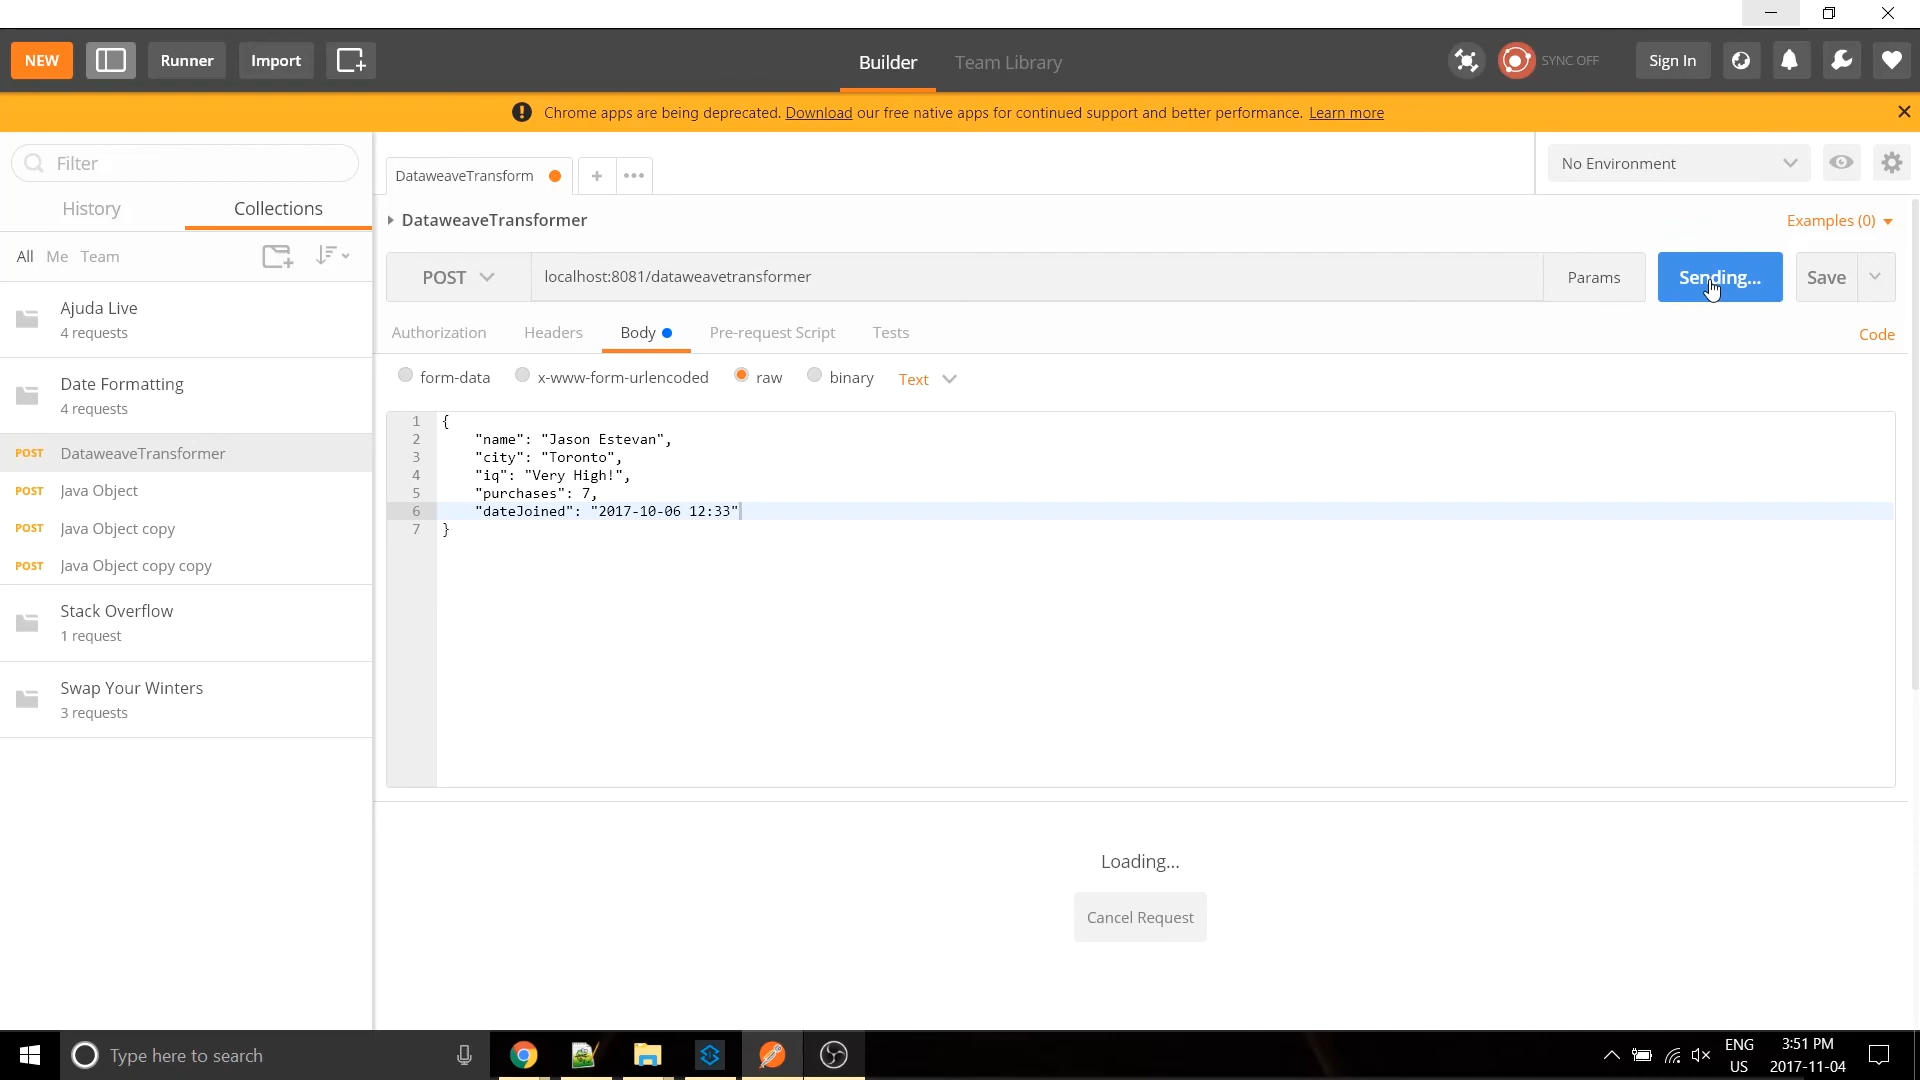 NEW
Runner
Import
Builder
Team Library
SYNC OFF
Sign In
Chrome apps are being deprecated. Download our free native apps for continued support and better performance. Learn more
Filter
History
Collections
All Me Team
Ajuda Live
4 requests
Date Formatting
4 requests
POST DataweaveTransformer
POST Java Object
POST Java Object copy
POST Java Object copy copy
Stack Overflow
1 request
Swap Your Winters
3 requests
DataweaveTransform
No Environment
DataweaveTransformer
Examples (0)
POST
localhost:8081/dataweavetransformer
Params
Sending...
Save
Authorization
Headers
Body
Pre-request Script
Tests
Code
form-data
x-www-form-urlencoded
raw
binary
Text
1 {
2 "name": "Jason Estevan",
3 "city": "Toronto",
4 "iq": "Very High!",
5 "purchases": 7,
6 "dateJoined": "2017-10-06 12:33"
7 }
Loading...
Cancel Request
Type here to search
ENG
US
3:51 PM
2017-11-04